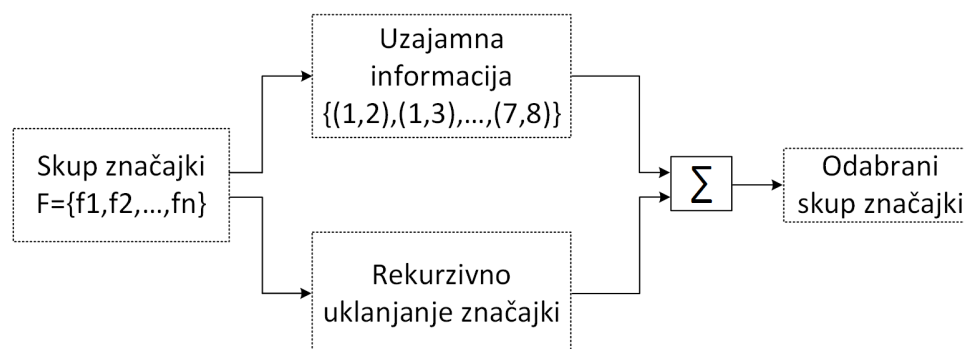 Skup značajki
F={f1,f2,...,fn}
Uzajamna
informacija
{(1,2),(1,3),...,(7,8)}
Rekurzivno
uklanjanje značajki
∑
Odabrani
skup značajki